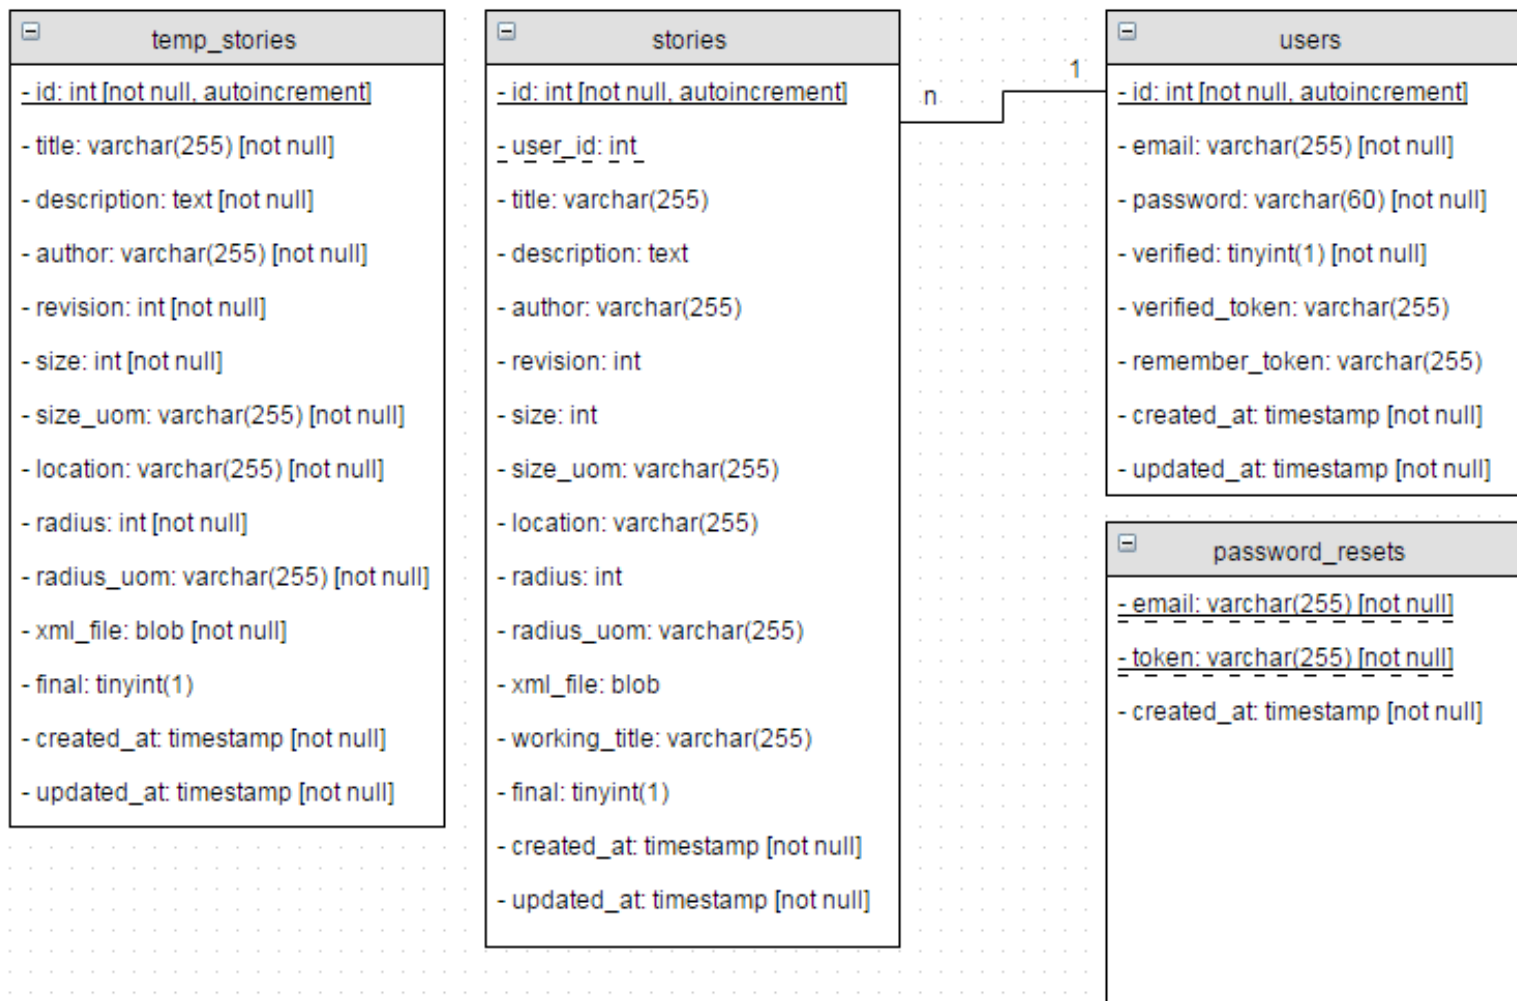 temp_stories
- id: int [not null, autoincrement]
- title: varchar(255) [not null]
- description: text [not null]
- author: varchar(255) [not null]
- revision: int [not null]
- size: int [not null]
- size_uom: varchar(255) [not null]
- location: varchar(255) [not null]
- radius: int [not null]
- radius_uom: varchar(255) [not null]
- xml_file: blob [not null]
- final: tinyint(1)
- created_at: timestamp [not null]
- updated_at: timestamp [not null]
stories
- id: int [not null, autoincrement]
- user_id: int
- title: varchar(255)
- description: text
- author: varchar(255)
- revision: int
- size: int
- size_uom: varchar(255)
- location: varchar(255)
- radius: int
- radius_uom: varchar(255)
- xml_file: blob
- working_title: varchar(255)
- final: tinyint(1)
- created_at: timestamp [not null]
- updated_at: timestamp [not null]
n
1
users
- id: int [not null, autoincrement]
- email: varchar(255) [not null]
- password: varchar(60) [not null]
- verified: tinyint(1) [not null]
- verified_token: varchar(255)
- remember_token: varchar(255)
- created_at: timestamp [not null]
- updated_at: timestamp [not null]
password_resets
- email: varchar(255) [not null]
- token: varchar(255) [not null]
- created_at: timestamp [not null]